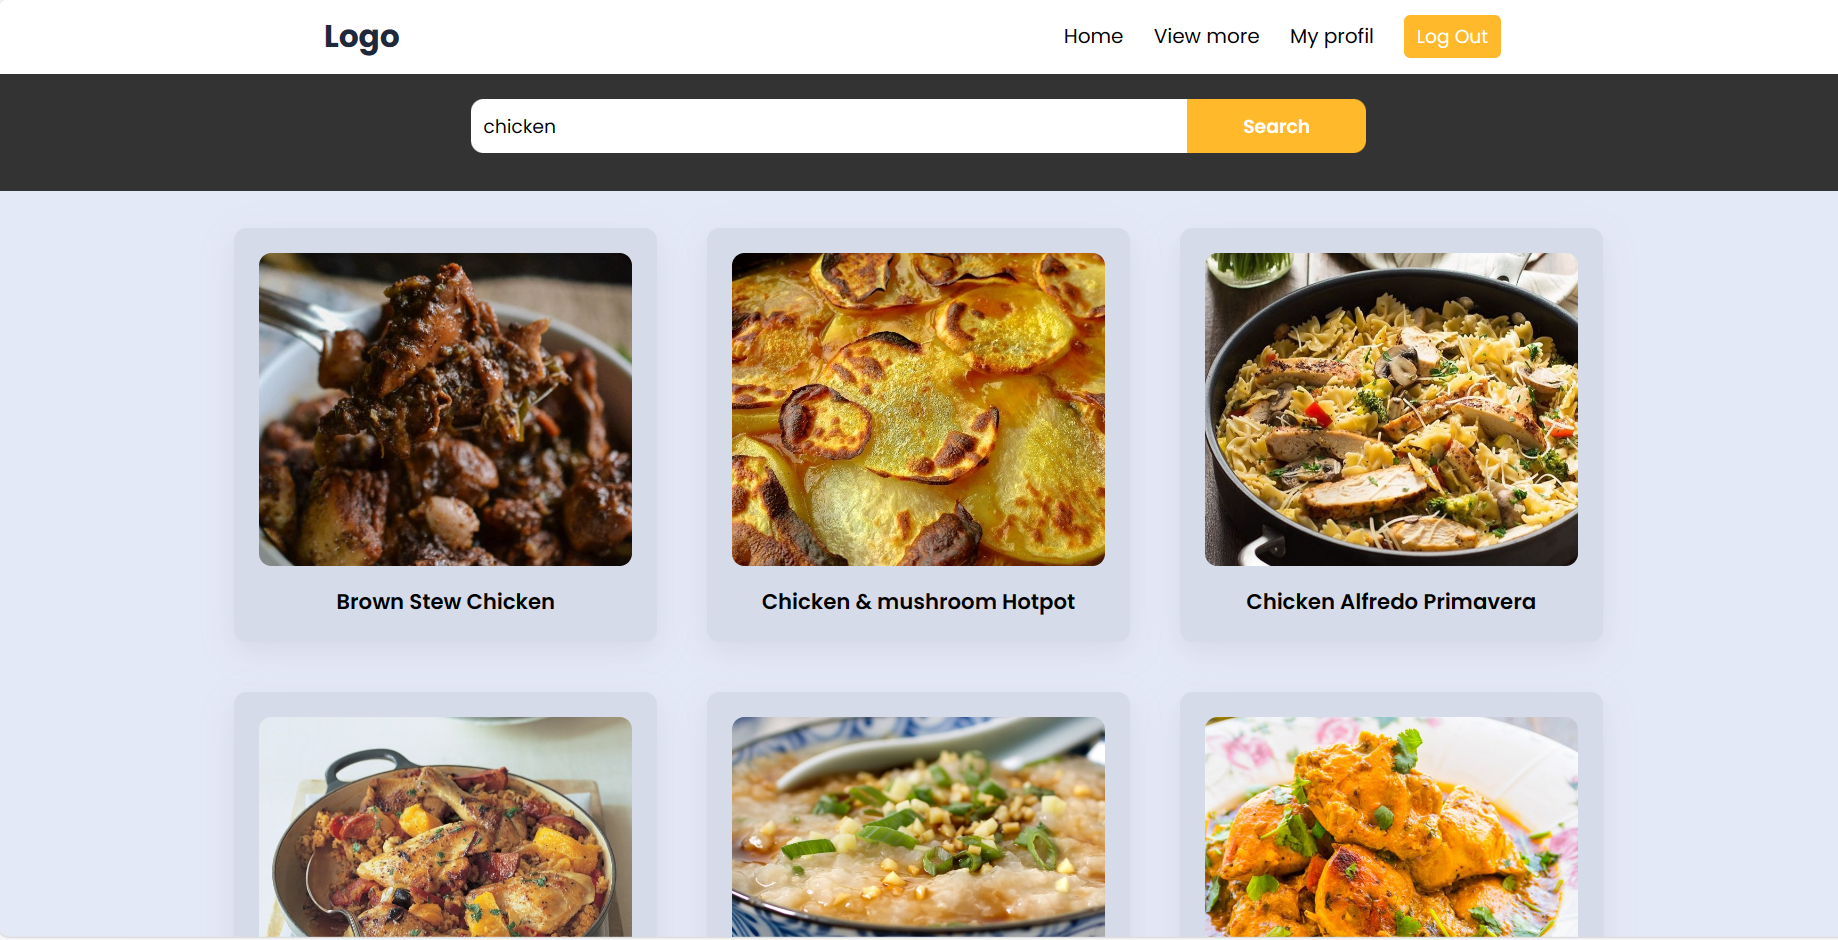 Logo
Home
View more
My profil
Log Out
chicken
Search
Brown Stew Chicken
Chicken & mushroom Hotpot
Chicken Alfredo Primavera